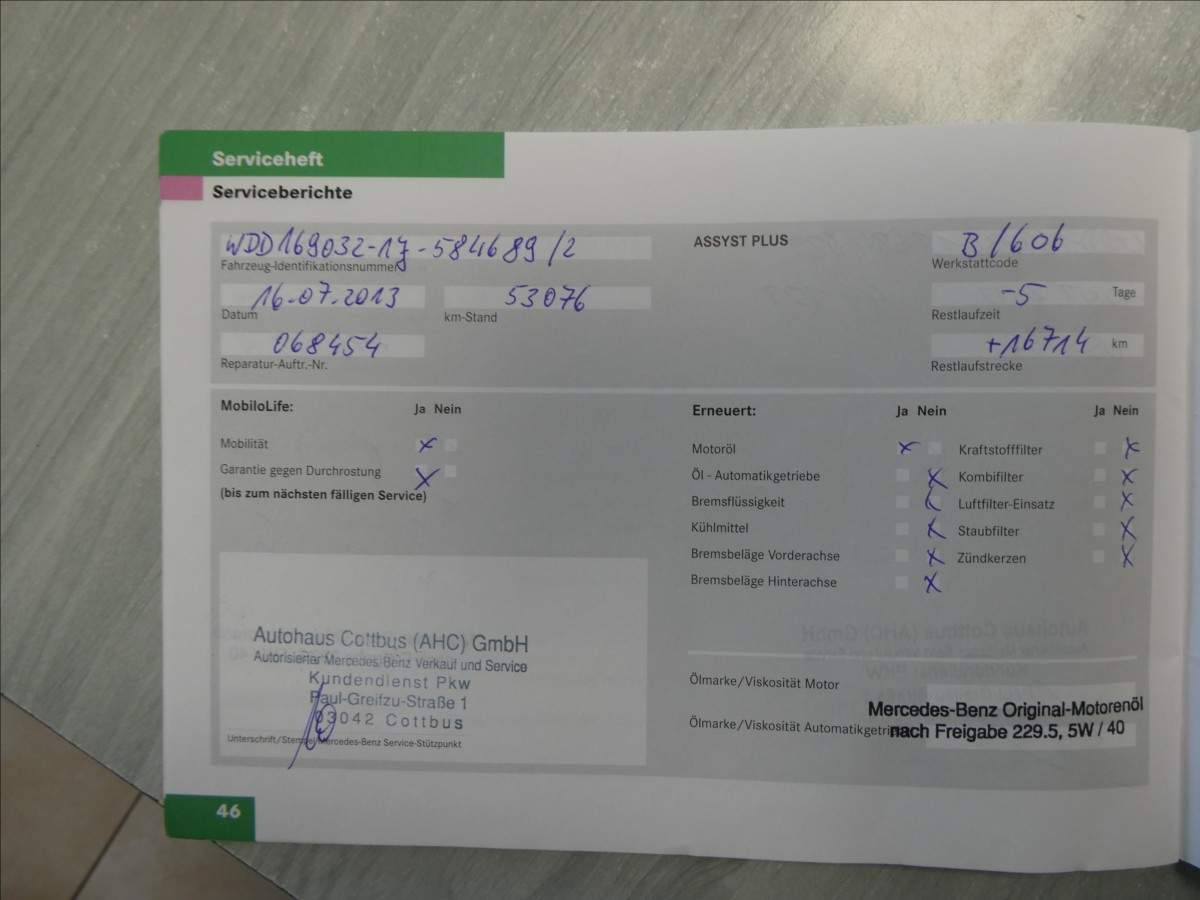 Serviceheft
Serviceberichte
WDD169032-1J-584689/2
Fahrzeug-Identifikationsnummer
16.07.2013 53076
Datum km-Stand
068454
Reparatur-Auftr.-Nr.
ASSYST PLUS
B/606
Werkstattcode
-5 Tage
Restlaufzeit
+16714 km
Restlaufstrecke
MobiloLife: Ja Nein
Mobilität x
Garantie gegen Durchrostung x
(bis zum nächsten fälligen Service)
Erneuert: Ja Nein Ja Nein
Motoröl x Kraftstofffilter x
Öl - Automatikgetriebe x Kombifilter x
Bremsflüssigkeit x Luftfilter-Einsatz x
Kühlmittel x Staubfilter x
Bremsbeläge Vorderachse x Zündkerzen x
Bremsbeläge Hinterachse x
Autohaus Cottbus (AHC) GmbH
Autorisierter Mercedes-Benz Verkauf und Service
Kundendienst Pkw
Paul-Greifzu-Straße 1
03042 Cottbus
Unterschrift/Stempel Mercedes-Benz Service-Stützpunkt
Ölmarke/Viskosität Motor
Mercedes-Benz Original-Motorenöl
Ölmarke/Viskosität Automatikgetri
nach Freigabe 229.5, 5W / 40
46